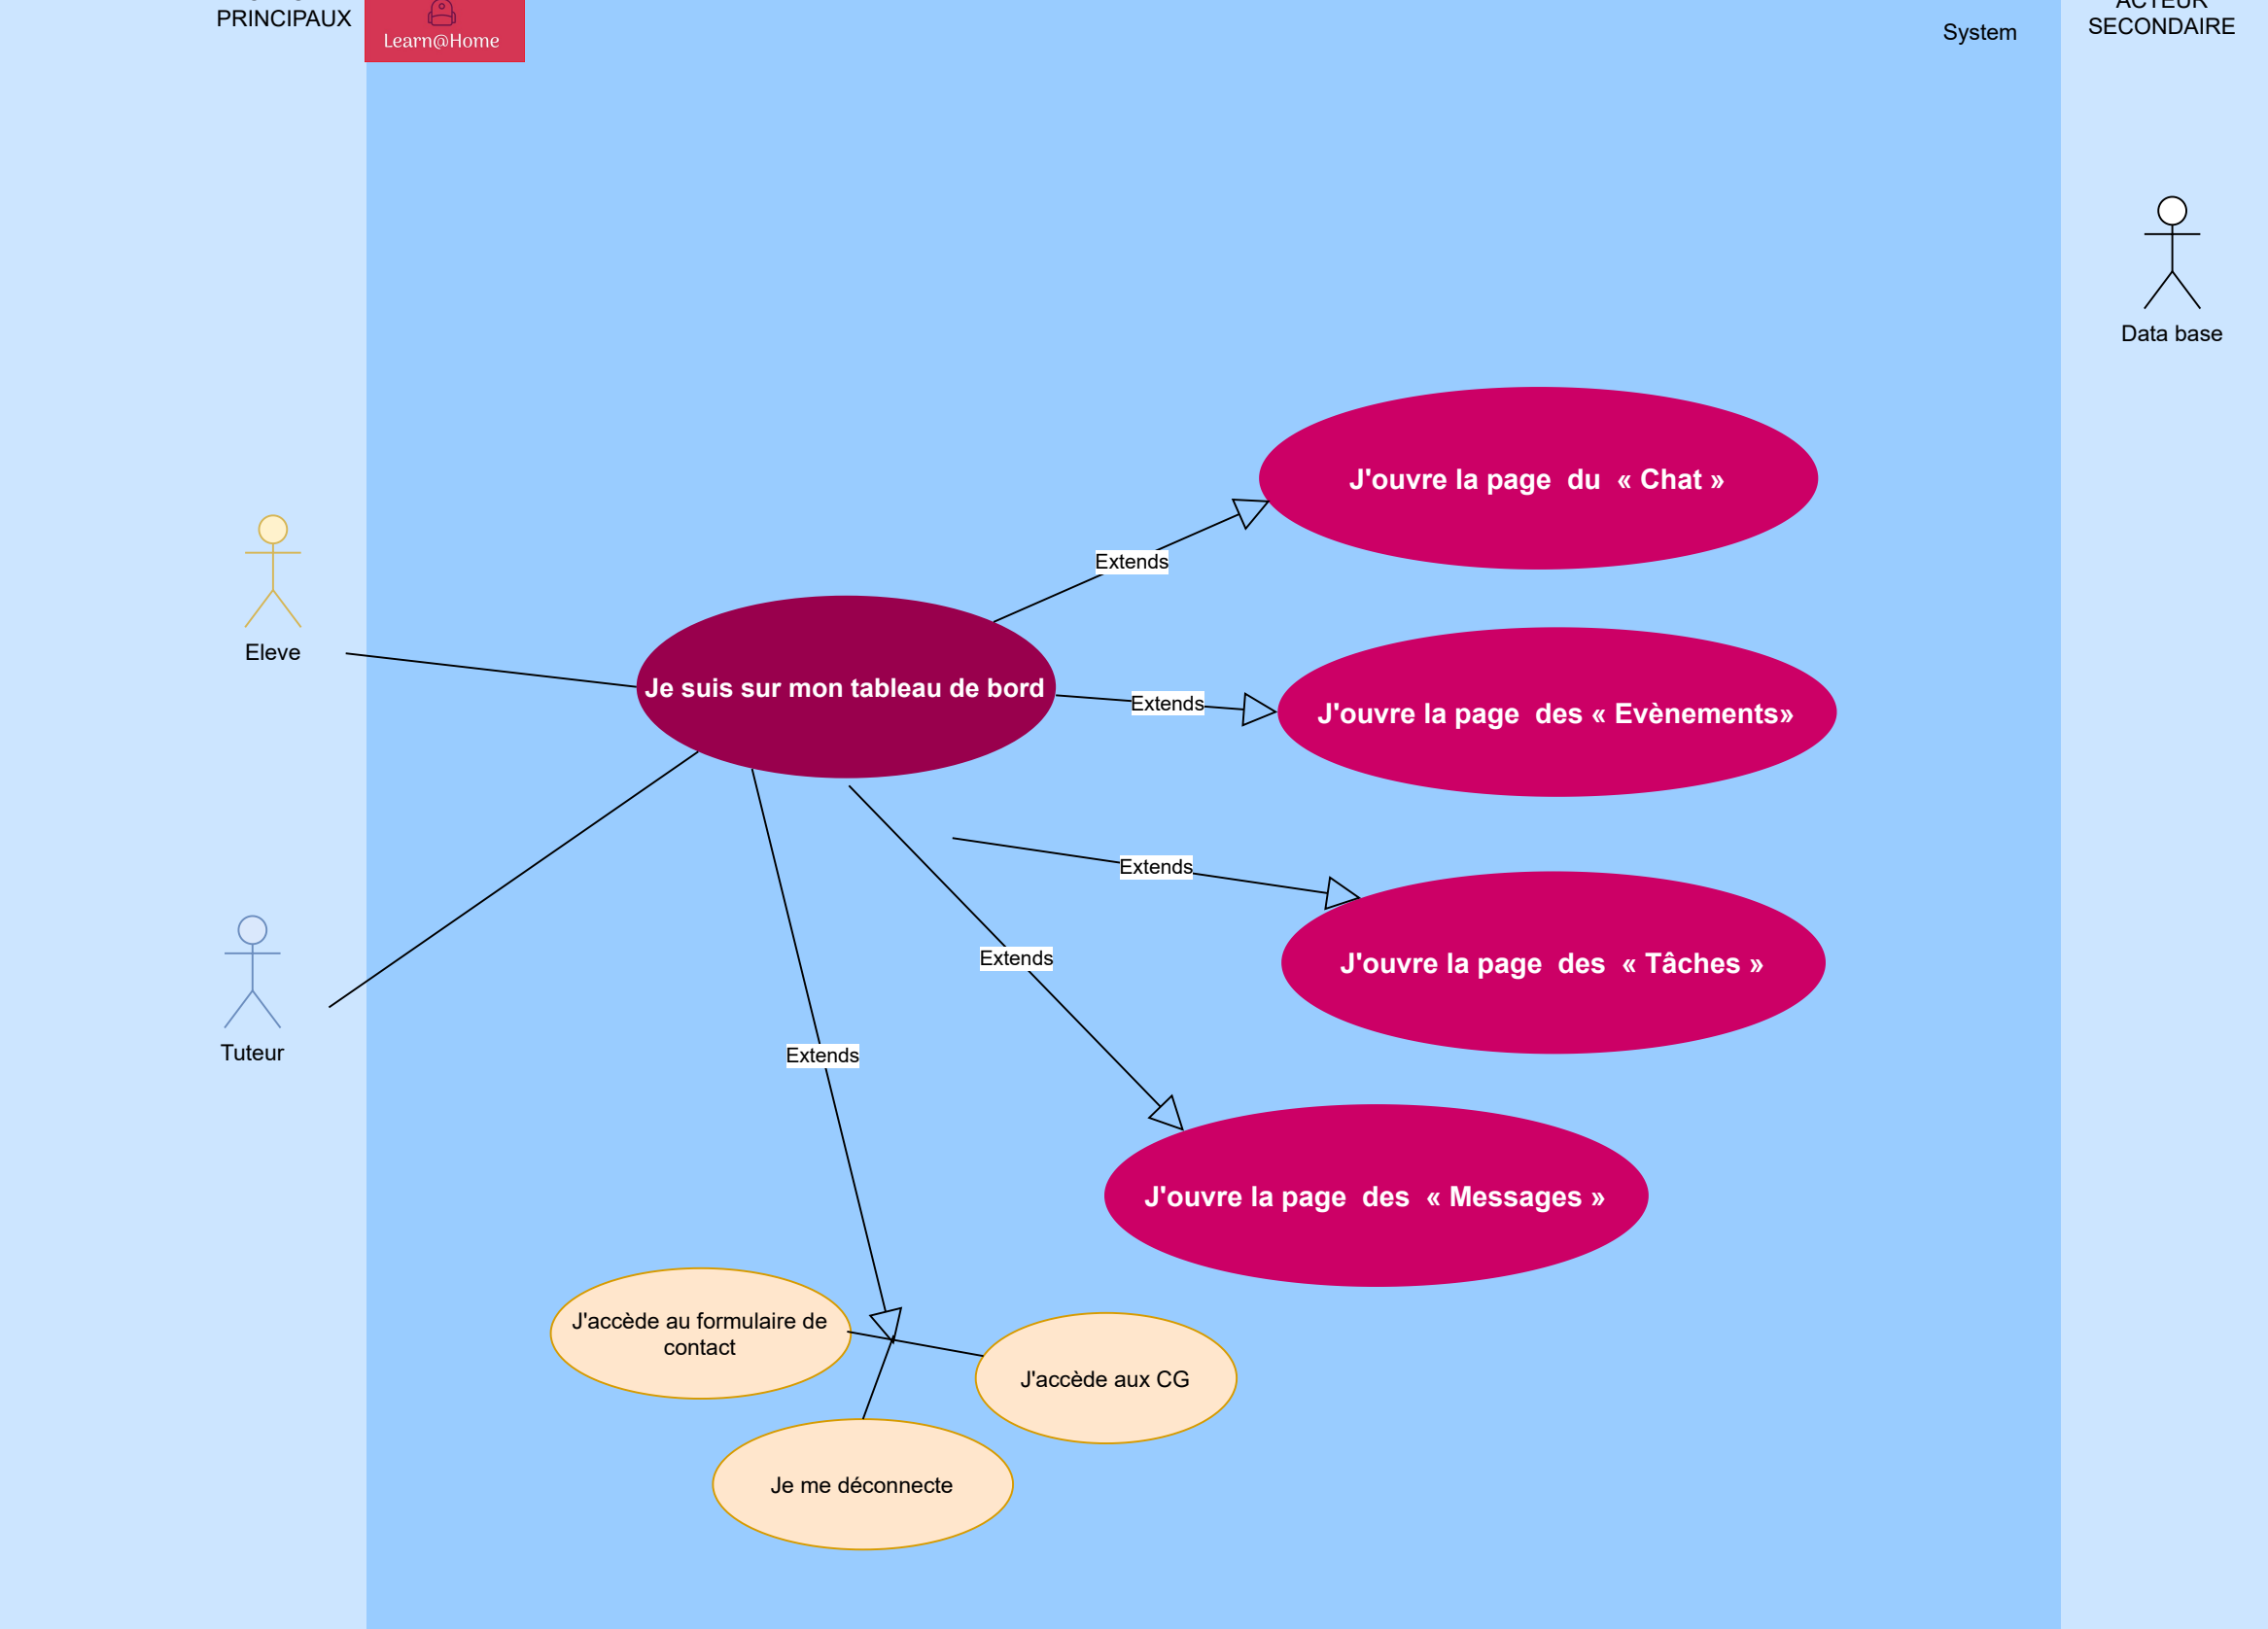 PRINCIPAUX
Learn@Home
System
ACTEUR
SECONDAIRE
Data base
J'ouvre la page  du  « Chat »
Extends
Eleve
Je suis sur mon tableau de bord
Extends
J'ouvre la page  des « Evènements»
Extends
J'ouvre la page  des  « Tâches »
Extends
Tuteur
Extends
J'ouvre la page  des  « Messages »
J'accède au formulaire de
contact
J'accède aux CG
Je me déconnecte